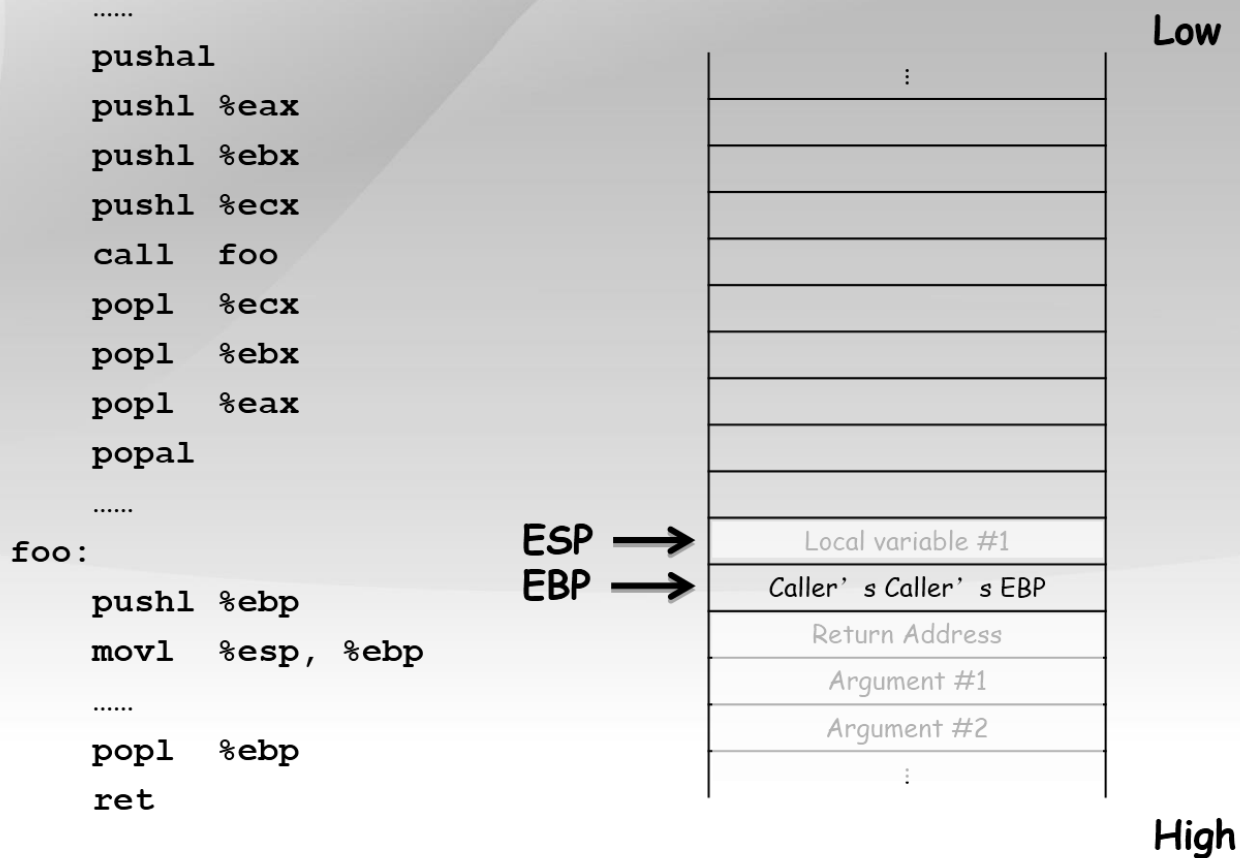 ......
pushal
pushl %eax
pushl %ebx
pushl %ecx
call foo
popl %ecx
popl %ebx
popl %eax
popal
......
foo:
pushl %ebp
movl %esp, %ebp
......
popl %ebp
ret
Low
⋮
ESP
Local variable #1
EBP
Caller’s Caller’s EBP
Return Address
Argument #1
Argument #2
⋮
High